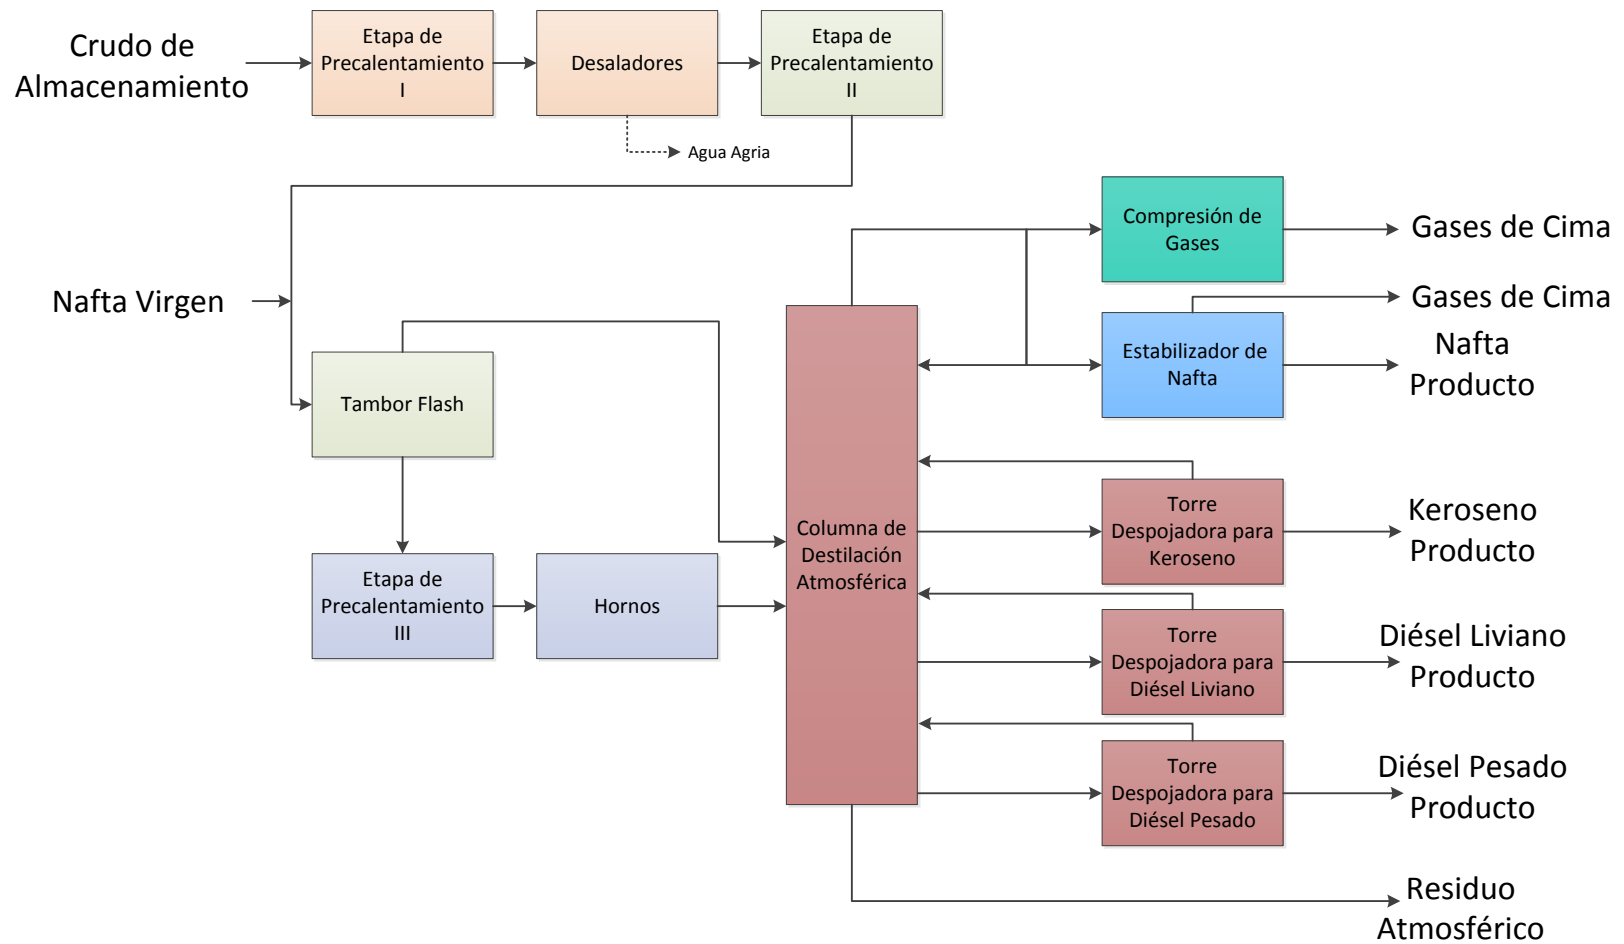 Crudo de
Almacenamiento
Etapa de
Precalentamiento
I
Desaladores
Etapa de
Precalentamiento
II
Agua Agria
Nafta Virgen
Tambor Flash
Etapa de
Precalentamiento
III
Hornos
Columna de
Destilación
Atmosférica
Compresión de
Gases
Gases de Cima
Estabilizador de
Nafta
Gases de Cima
Nafta
Producto
Torre
Despojadora para
Keroseno
Keroseno
Producto
Torre
Despojadora para
Diésel Liviano
Diésel Liviano
Producto
Torre
Despojadora para
Diésel Pesado
Diésel Pesado
Producto
Residuo
Atmosférico